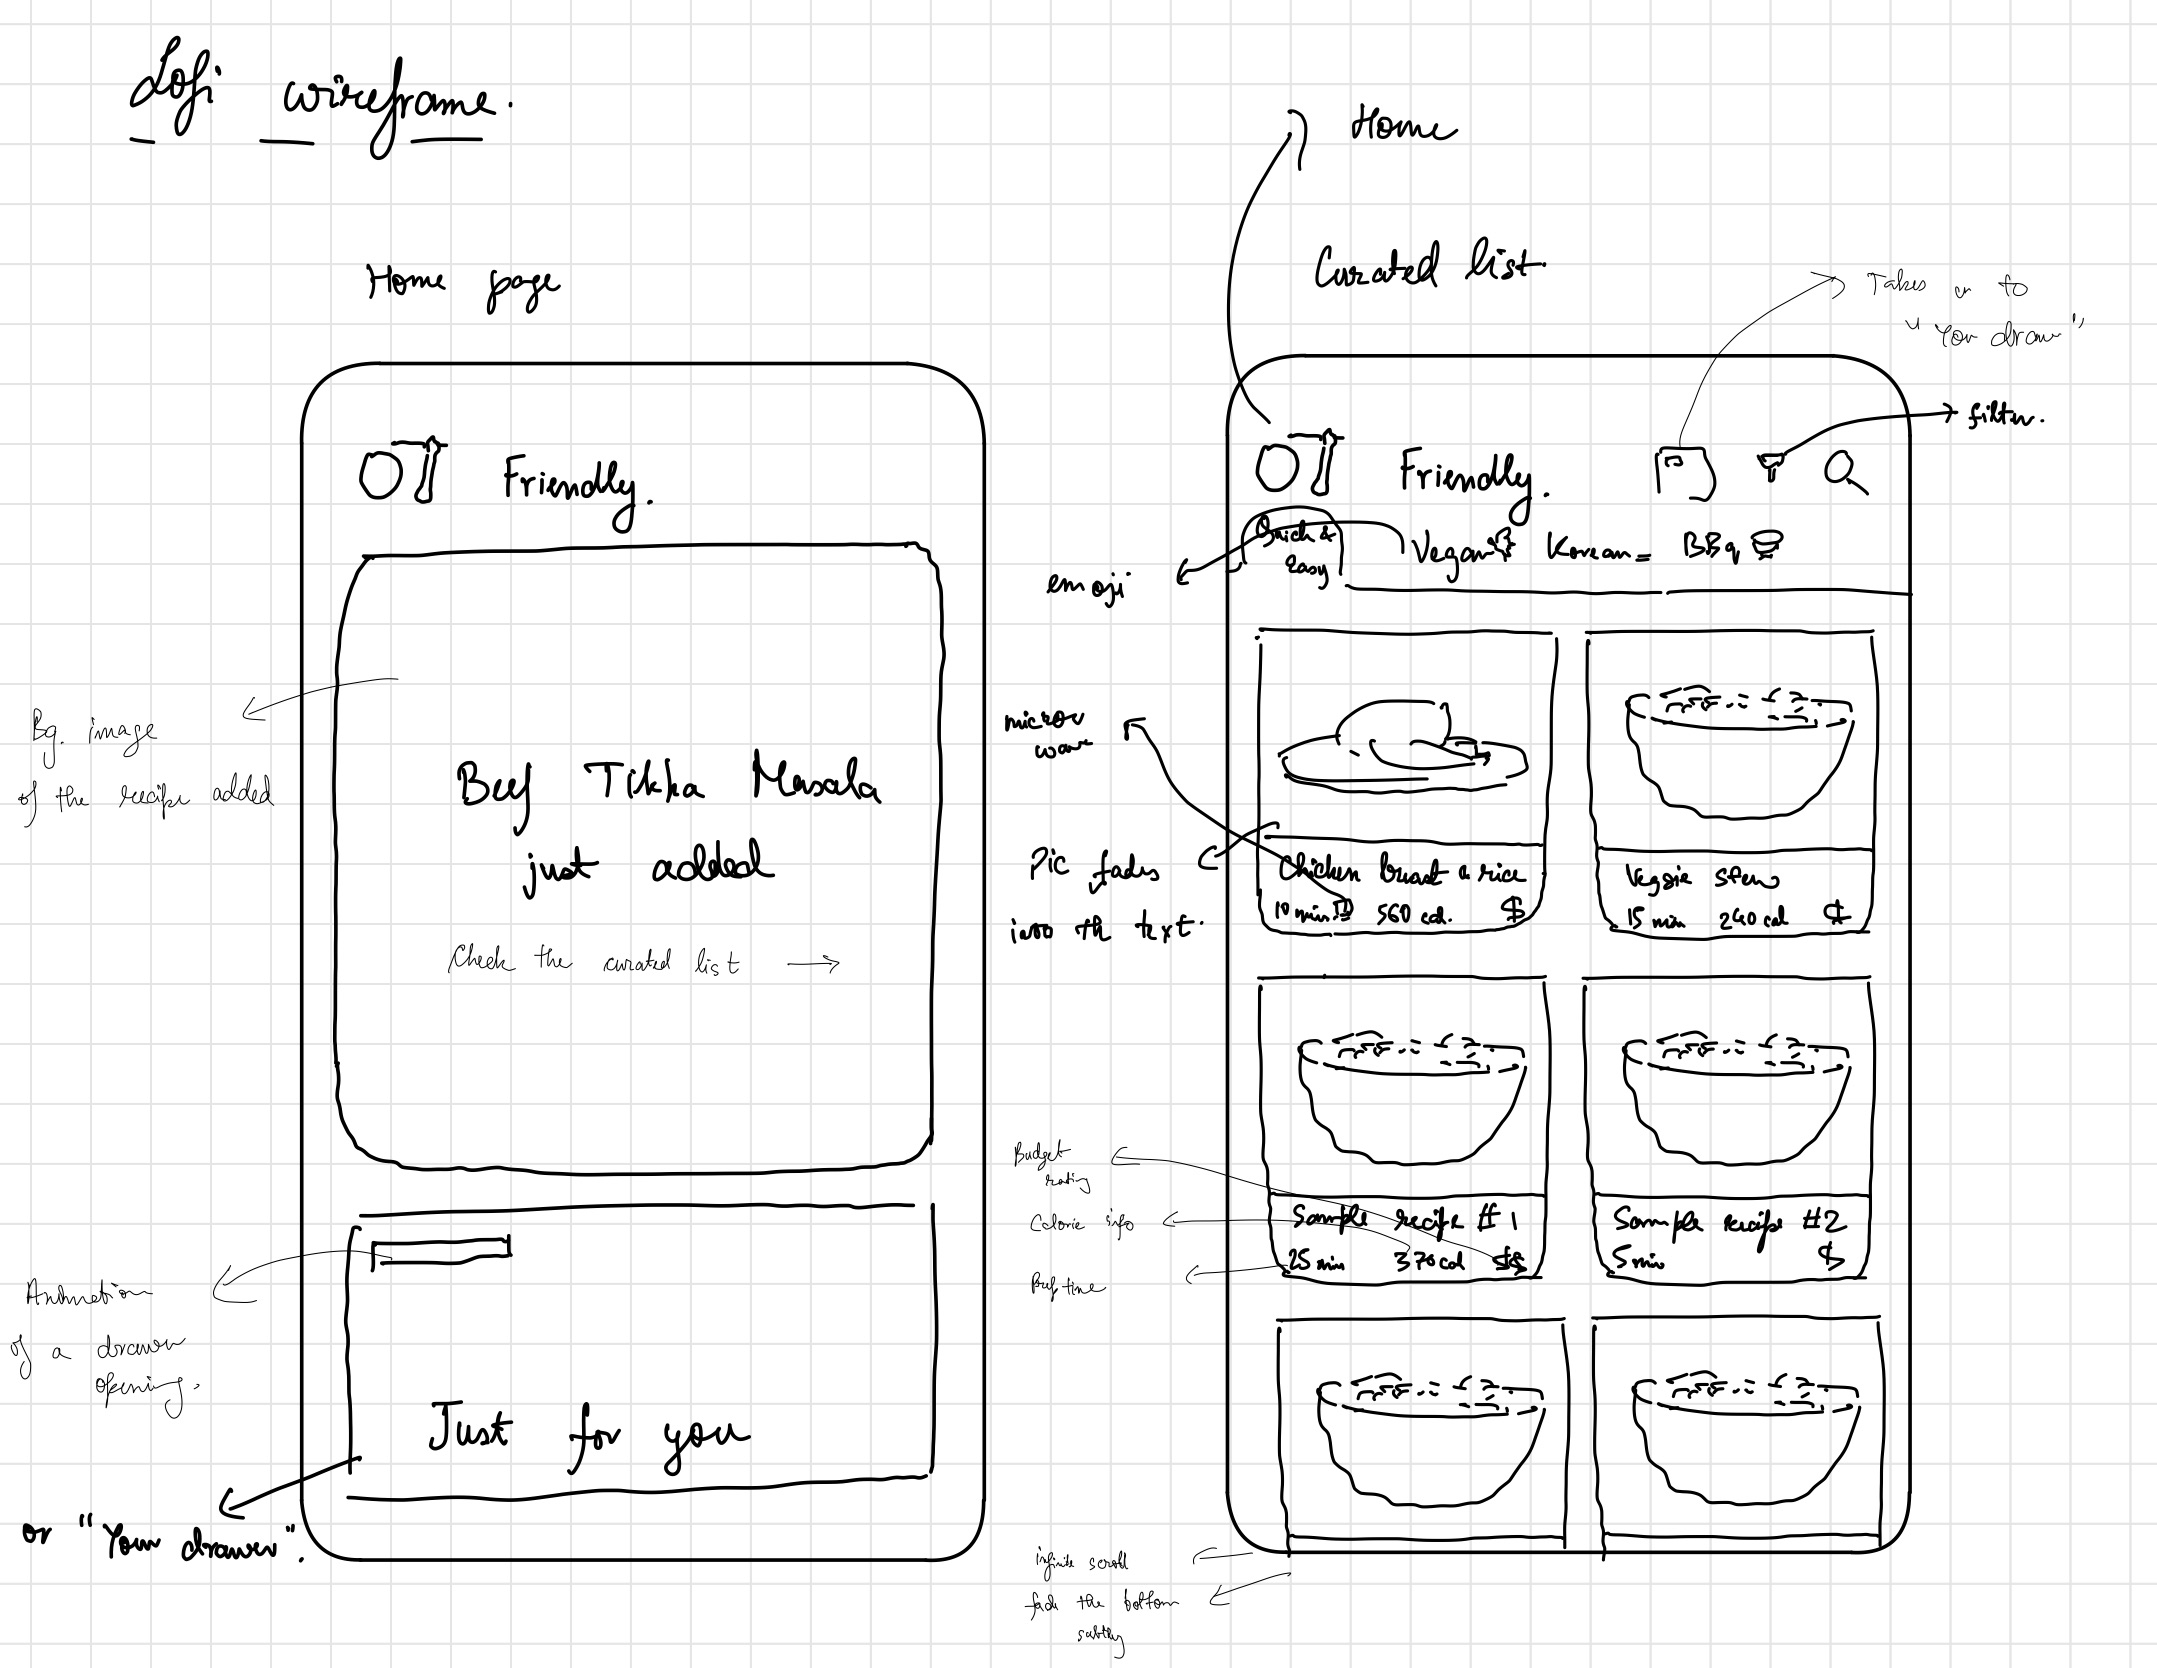 Lofi wireframe.
Home page
Friendly.
Bg. image
of the recipe added
Beef Tikka Masala
just added
Check the curated list →
Animation
of a drawer
opening.
Just for you
or "Your drawer".
Home
Curated list.
Takes ur to
"Your draw"
filter.
Friendly.
Quick &
Easy
Vegan Korean BBq
emoji
micro
wave
Pic fades
into the text.
Chicken breast & rice
10 min 560 cal. $
Veggie stew
15 min 240 cal $
Budget
rating
Calorie info
Prep time
Sample recipe #1
25 min 370 cal $$
Sample recipe #2
5 min $
infinite scroll
fade the bottom
subtly